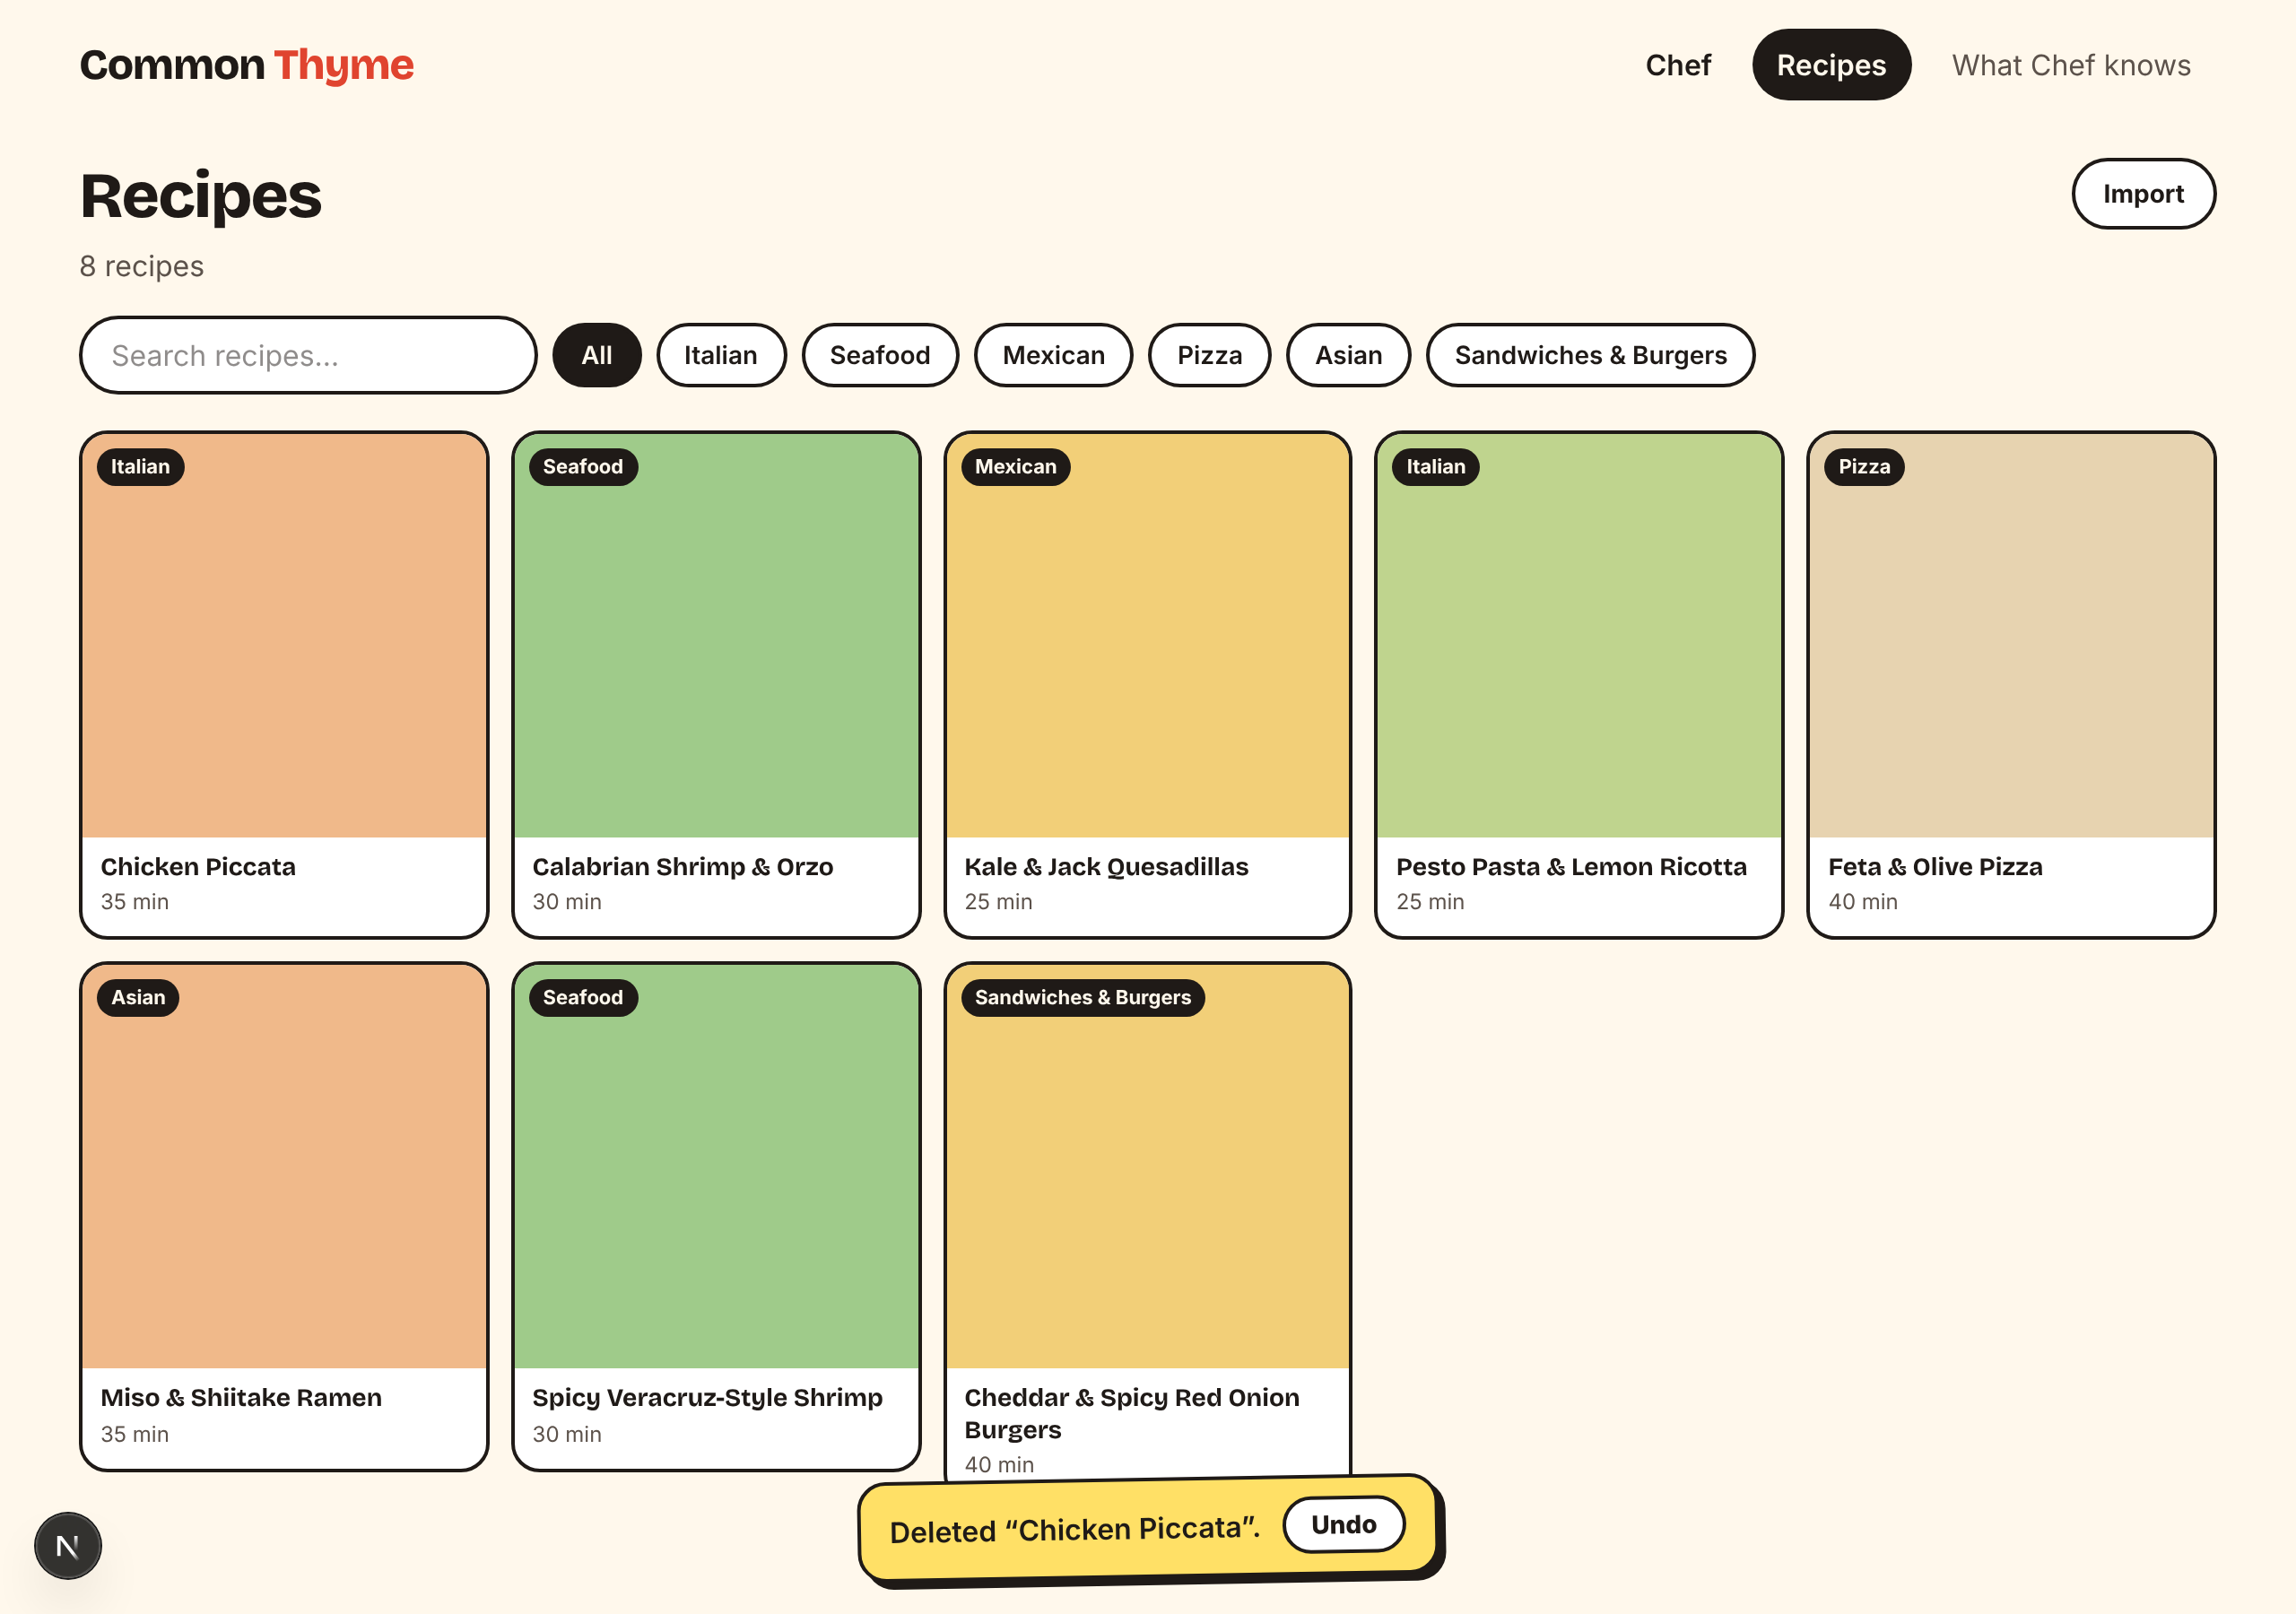 Common Thyme
Chef
Recipes
What Chef knows
Recipes
Import
8 recipes
Search recipes...
All
Italian
Seafood
Mexican
Pizza
Asian
Sandwiches & Burgers
Italian
Chicken Piccata
35 min
Seafood
Calabrian Shrimp & Orzo
30 min
Mexican
Kale & Jack Quesadillas
25 min
Italian
Pesto Pasta & Lemon Ricotta
25 min
Pizza
Feta & Olive Pizza
40 min
Asian
Miso & Shiitake Ramen
35 min
Seafood
Spicy Veracruz-Style Shrimp
30 min
Sandwiches & Burgers
Cheddar & Spicy Red Onion
Burgers
40 min
Deleted “Chicken Piccata”.
Undo
N